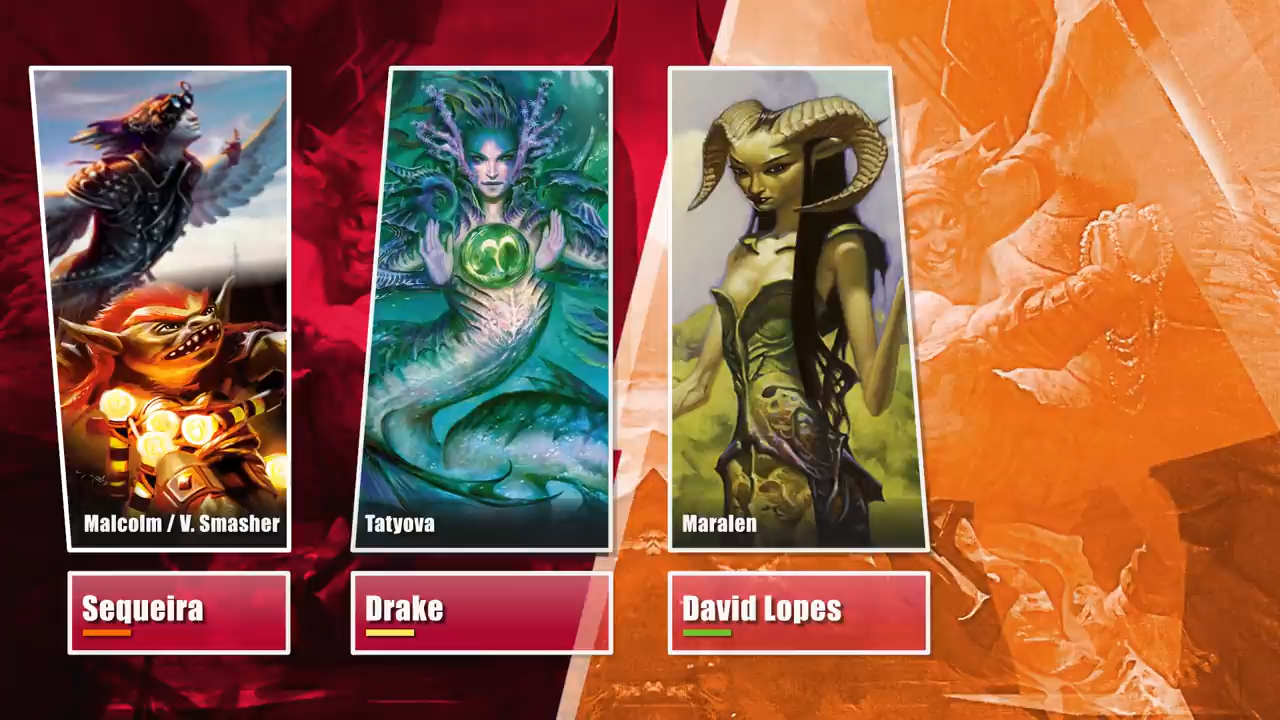 Malcolm / V. Smasher
Tatyova
Maralen
Sequeira
Drake
David Lopes